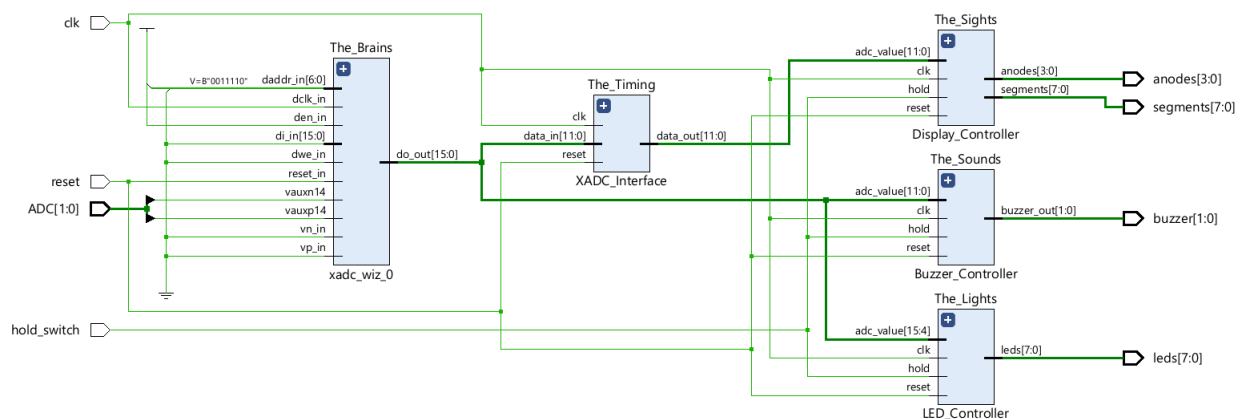 clk
reset
ADC[1:0]
hold_switch
The_Brains
V=B"0011110"
daddr_in[6:0]
dclk_in
den_in
di_in[15:0]
dwe_in
reset_in
vauxn14
vauxp14
vn_in
vp_in
do_out[15:0]
xadc_wiz_0
The_Timing
clk
data_in[11:0]
reset
data_out[11:0]
XADC_Interface
The_Sights
adc_value[11:0]
clk
hold
reset
anodes[3:0]
segments[7:0]
Display_Controller
The_Sounds
adc_value[11:0]
clk
hold
reset
buzzer_out[1:0]
Buzzer_Controller
The_Lights
adc_value[15:4]
clk
hold
reset
leds[7:0]
LED_Controller
anodes[3:0]
segments[7:0]
buzzer[1:0]
leds[7:0]